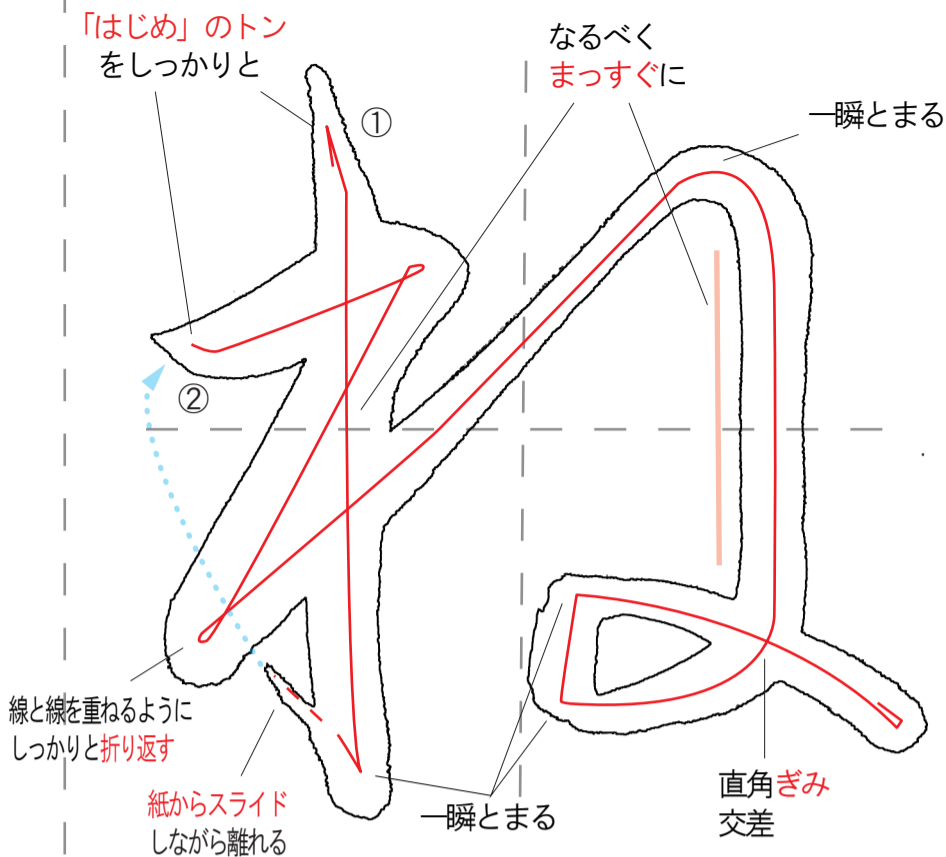 「はじめ」のトン
をしっかりと
なるべく
まっすぐに
一瞬とまる
①
②
ね
線と線を重ねるように
しっかりと折り返す
紙からスライド
しながら離れる
一瞬とまる
直角ぎみ
交差